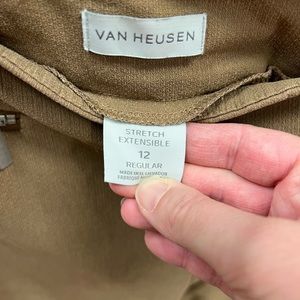 VAN HEUSEN
STRETCH
EXTENSIBLE
12
REGULAR
MADE IN EL SALVADOR